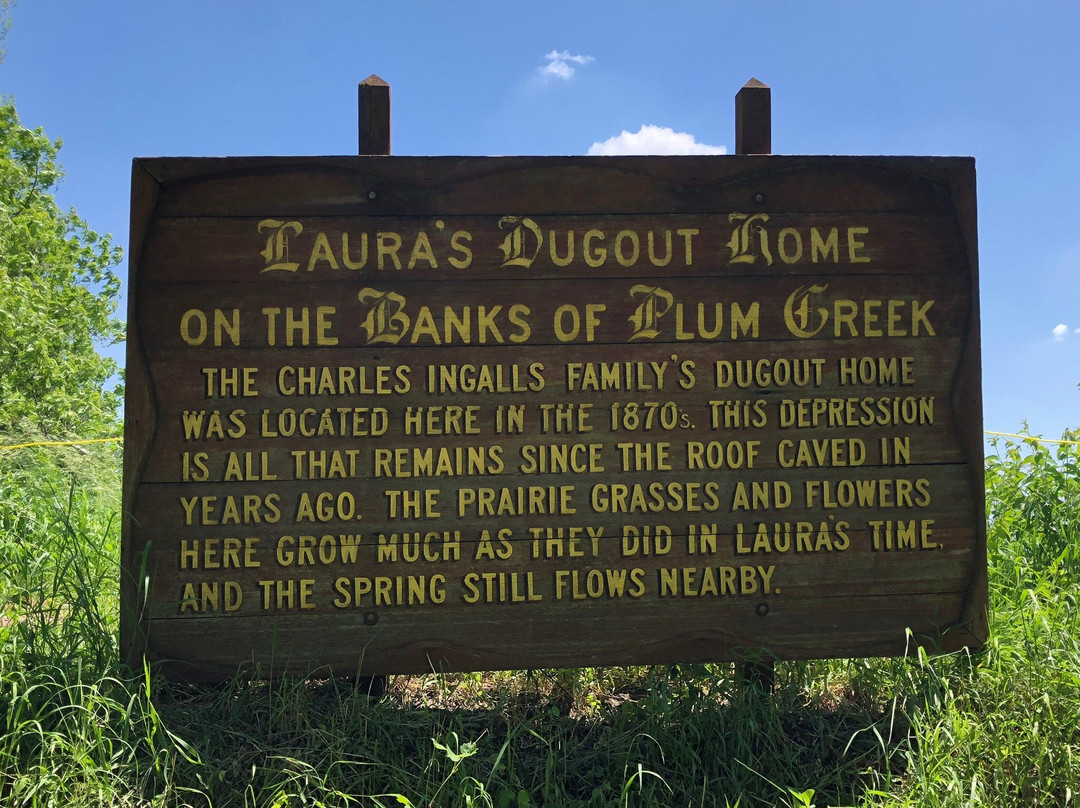 LAURA'S DUGOUT HOME
ON THE BANKS OF PLUM CREEK
THE CHARLES INGALLS FAMILY'S DUGOUT HOME
WAS LOCATED HERE IN THE 1870s. THIS DEPRESSION
IS ALL THAT REMAINS SINCE THE ROOF CAVED IN
YEARS AGO. THE PRAIRIE GRASSES AND FLOWERS
HERE GROW MUCH AS THEY DID IN LAURA'S TIME,
AND THE SPRING STILL FLOWS NEARBY.